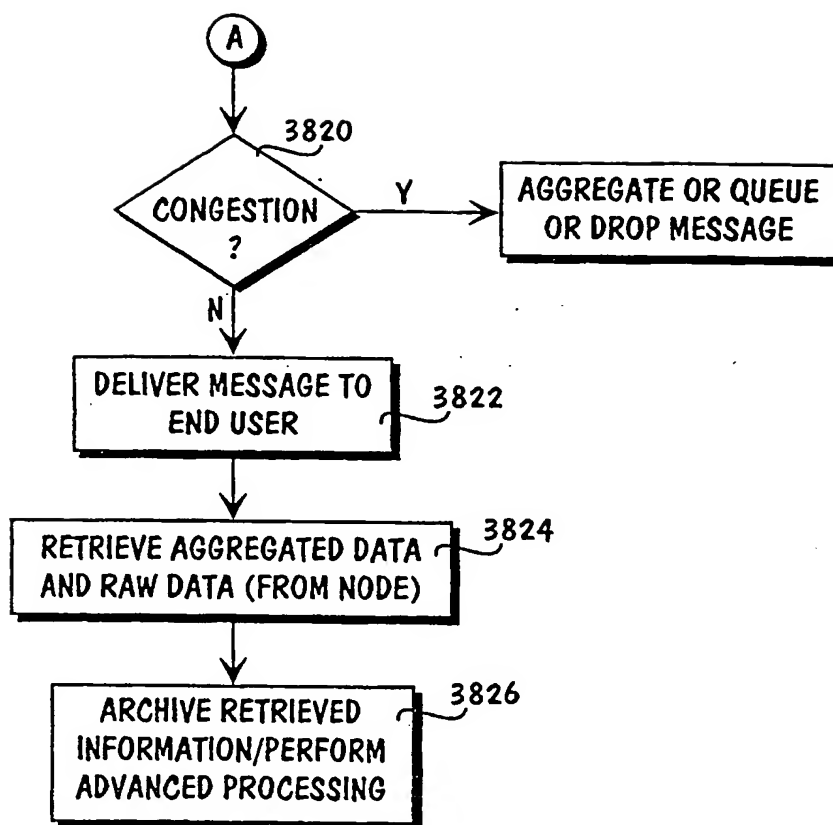 A
3820
CONGESTION
?
Y
AGGREGATE OR QUEUE
OR DROP MESSAGE
N
DELIVER MESSAGE TO
END USER
3822
RETRIEVE AGGREGATED DATA
AND RAW DATA (FROM NODE)
3824
ARCHIVE RETRIEVED
INFORMATION/PERFORM
ADVANCED PROCESSING
3826